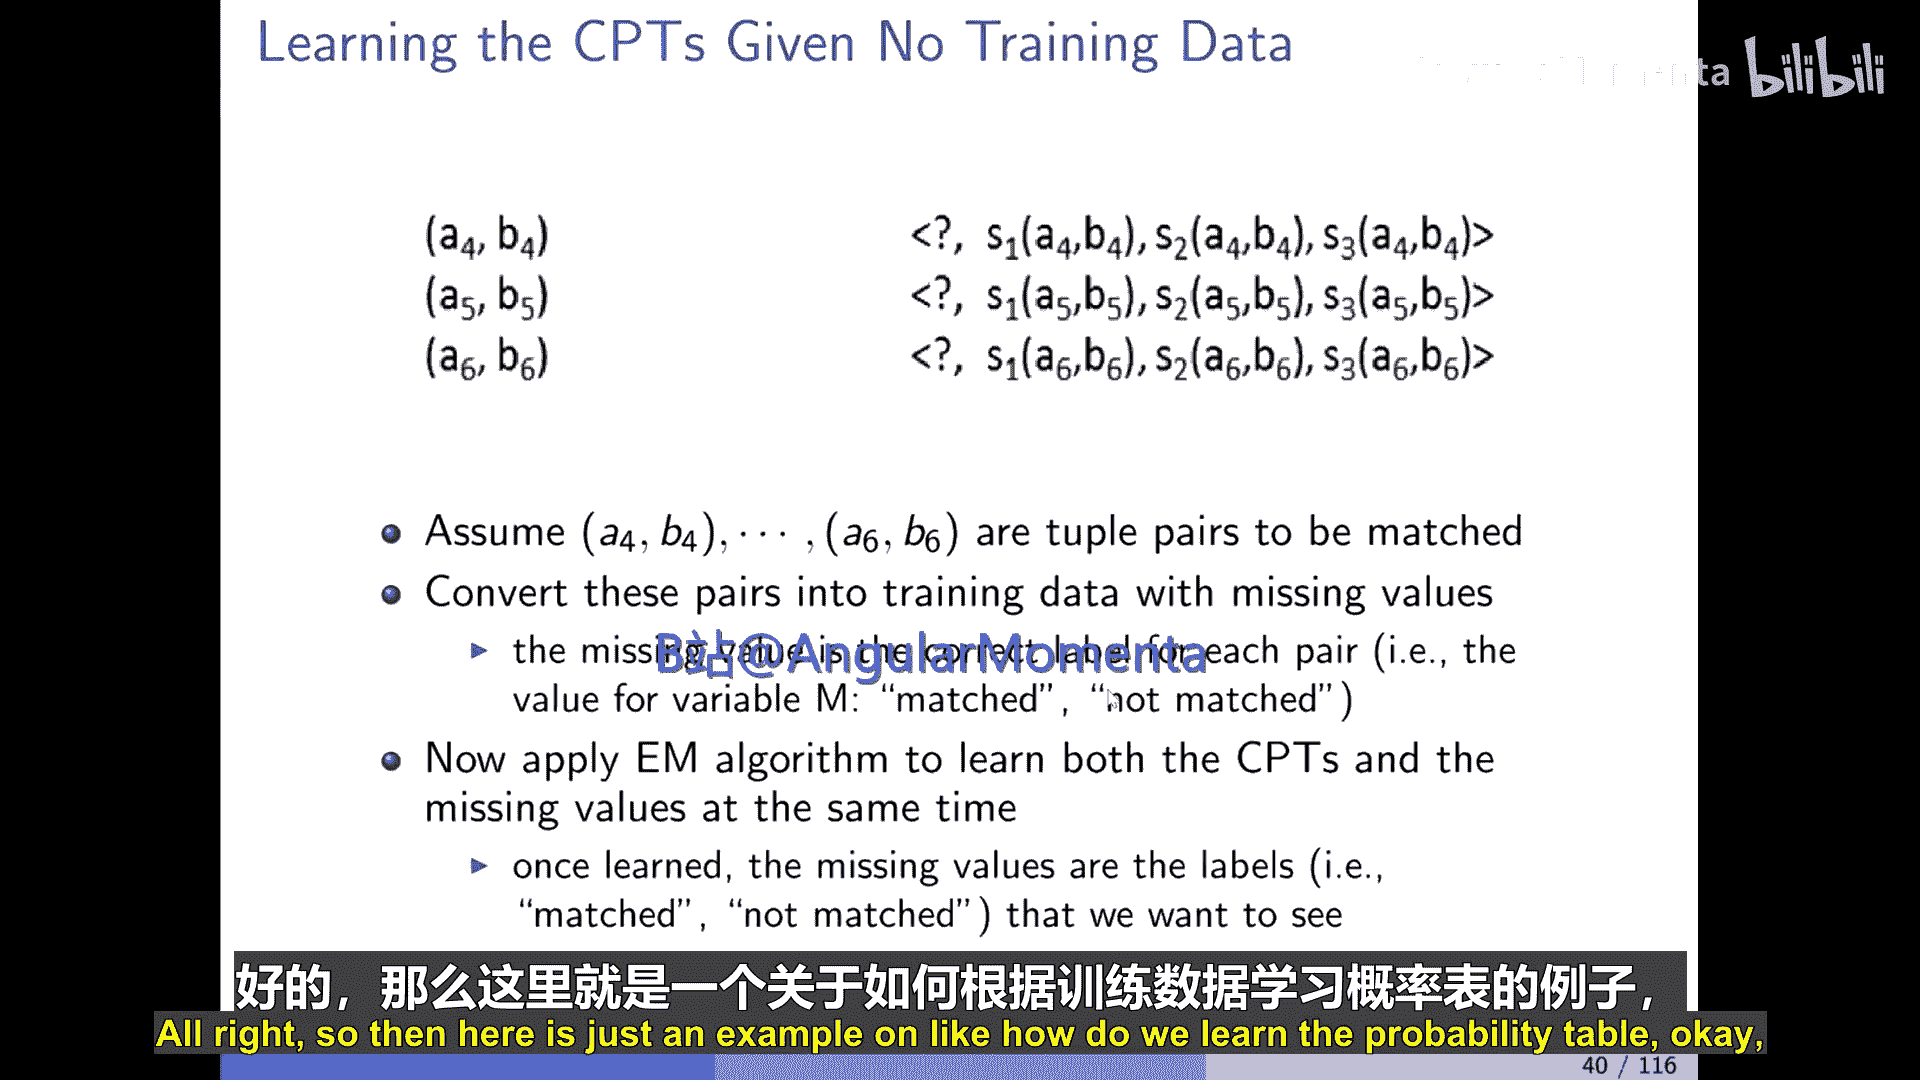 Learning the CPTs Given No Training Data
ta bilibili
(a4, b4) <?, s1(a4,b4), s2(a4,b4), s3(a4,b4)>
(a5, b5) <?, s1(a5,b5), s2(a5,b5), s3(a5,b5)>
(a6, b6) <?, s1(a6,b6), s2(a6,b6), s3(a6,b6)>
Assume (a4, b4), · · · , (a6, b6) are tuple pairs to be matched
Convert these pairs into training data with missing values
the missing value is the correct label for each pair (i.e., the
B站@AngularMomenta
value for variable M: “matched”, “not matched”)
Now apply EM algorithm to learn both the CPTs and the
missing values at the same time
once learned, the missing values are the labels (i.e.,
“matched”, “not matched”) that we want to see
好的，那么这里就是一个关于如何根据训练数据学习概率表的例子，
All right, so then here is just an example on like how do we learn the probability table, okay,
40 / 116